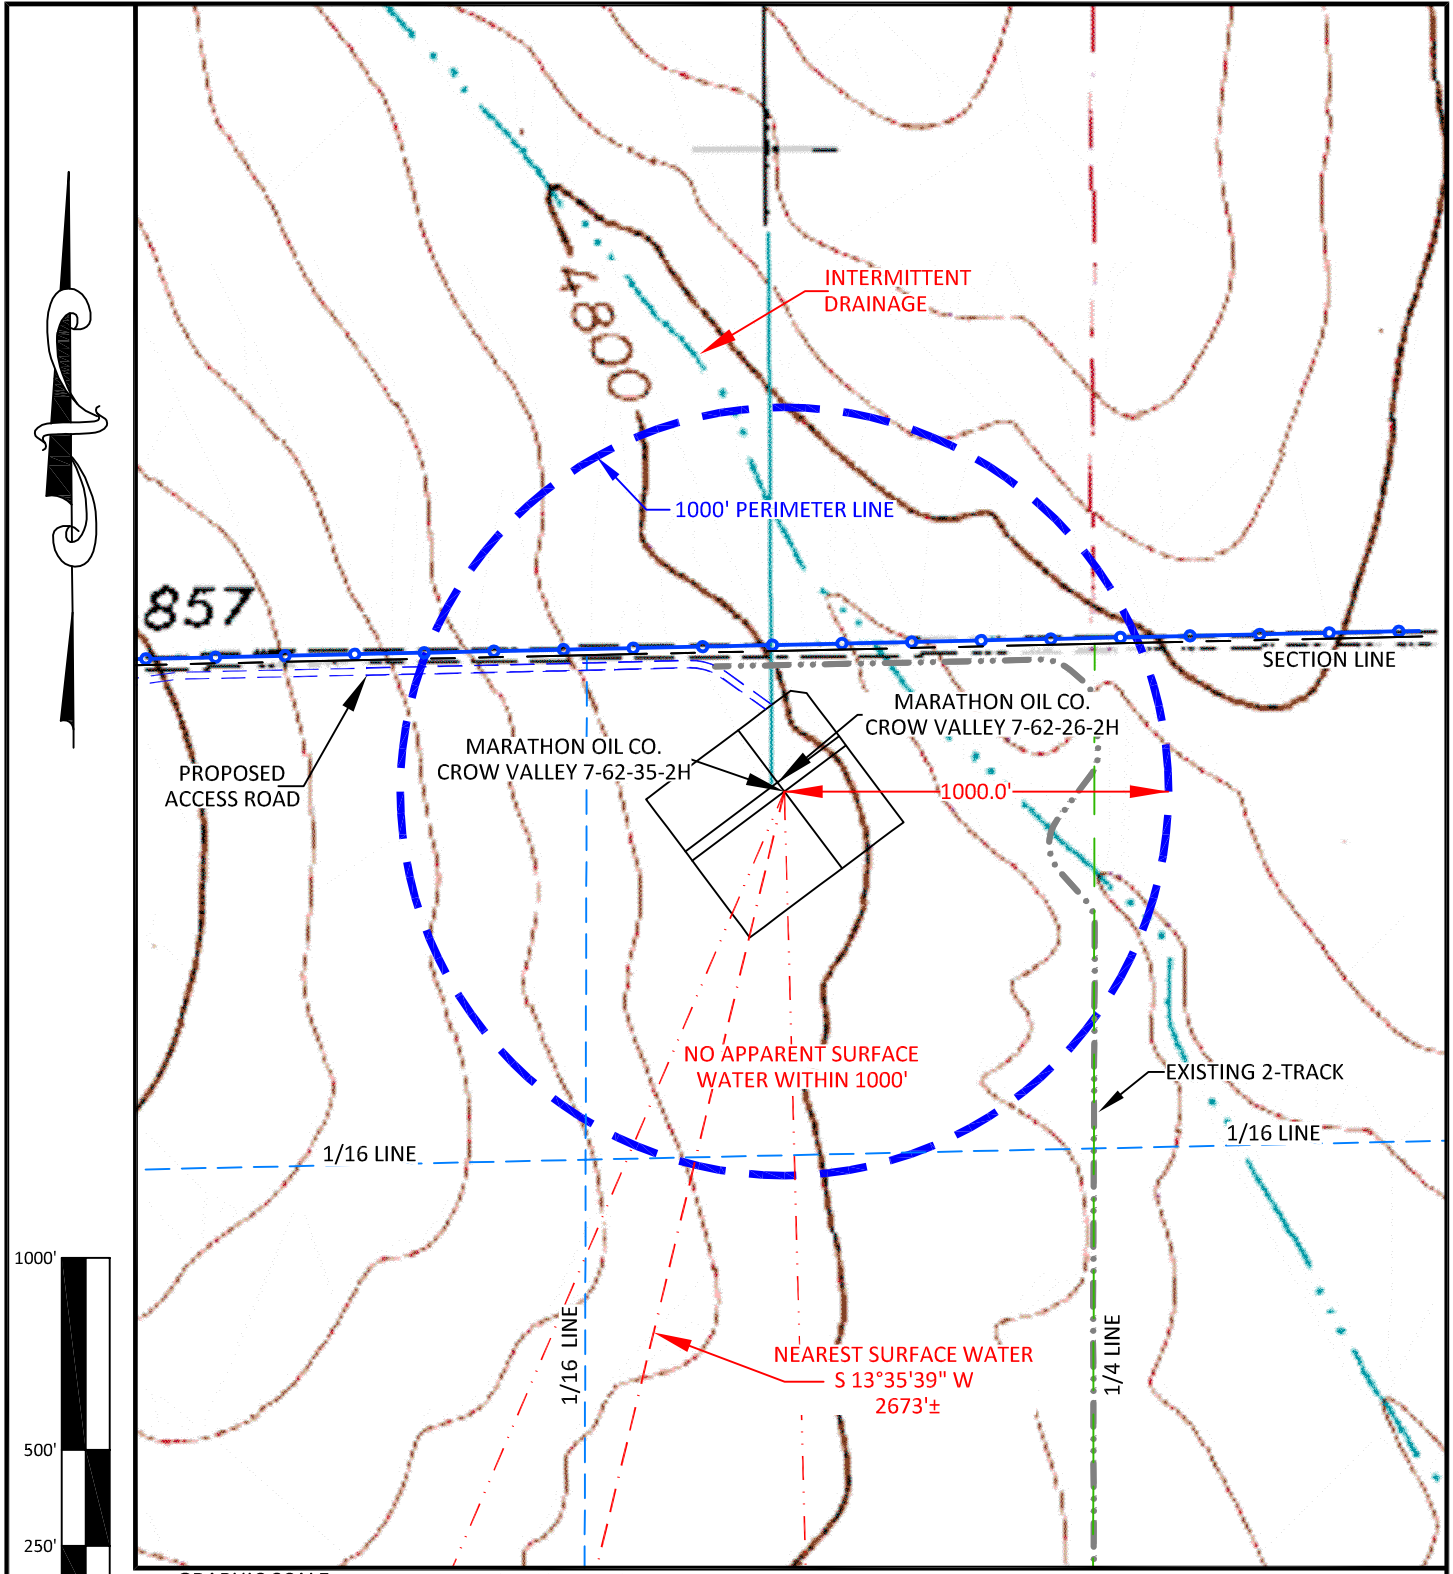 INTERMITTENT
DRAINAGE
4800
1000' PERIMETER LINE
857
SECTION LINE
MARATHON OIL CO.
CROW VALLEY 7-62-26-2H
MARATHON OIL CO.
CROW VALLEY 7-62-35-2H
PROPOSED
ACCESS ROAD
1000.0'
NO APPARENT SURFACE
WATER WITHIN 1000'
EXISTING 2-TRACK
1/16 LINE
1/16 LINE
1000'
1/16 LINE
1/4 LINE
NEAREST SURFACE WATER
S 13°35'39" W
2673'±
500'
250'